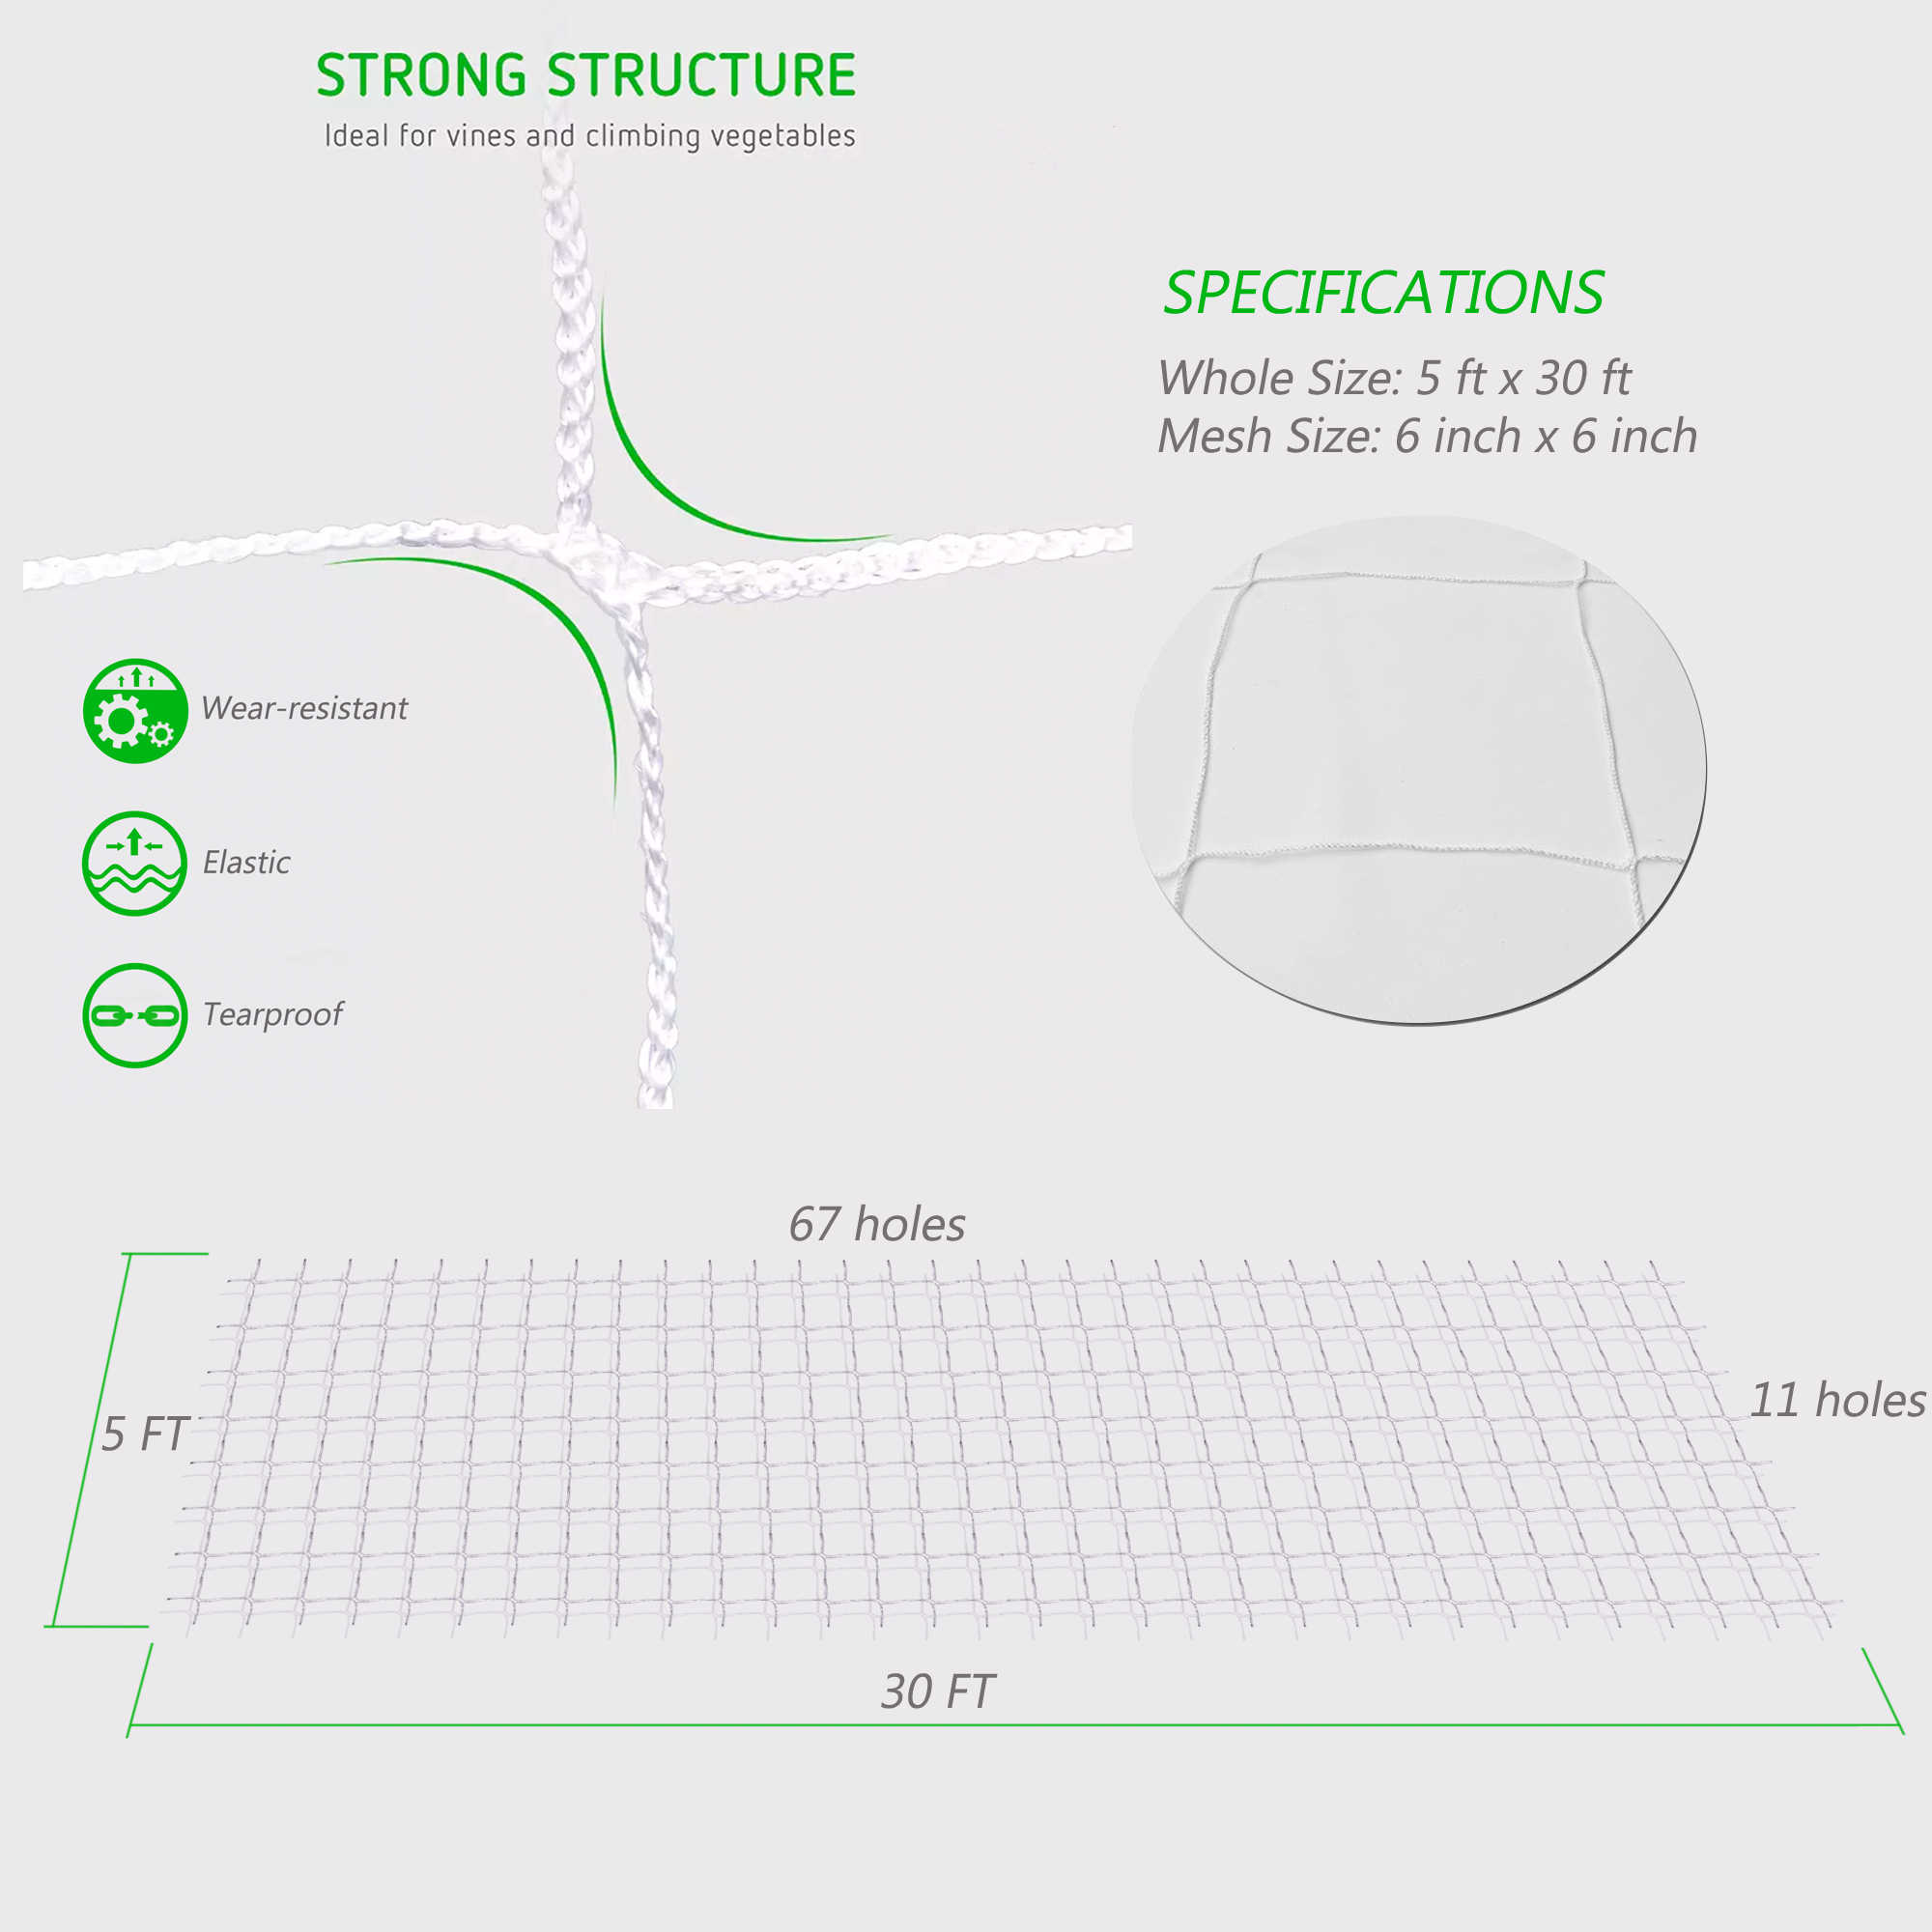 STRONG STRUCTURE
Ideal for vines and climbing vegetables
SPECIFICATIONS
Whole Size: 5 ft x 30 ft
Mesh Size: 6 inch x 6 inch
Wear-resistant
Elastic
Tearproof
67 holes
5 FT
11 holes
30 FT